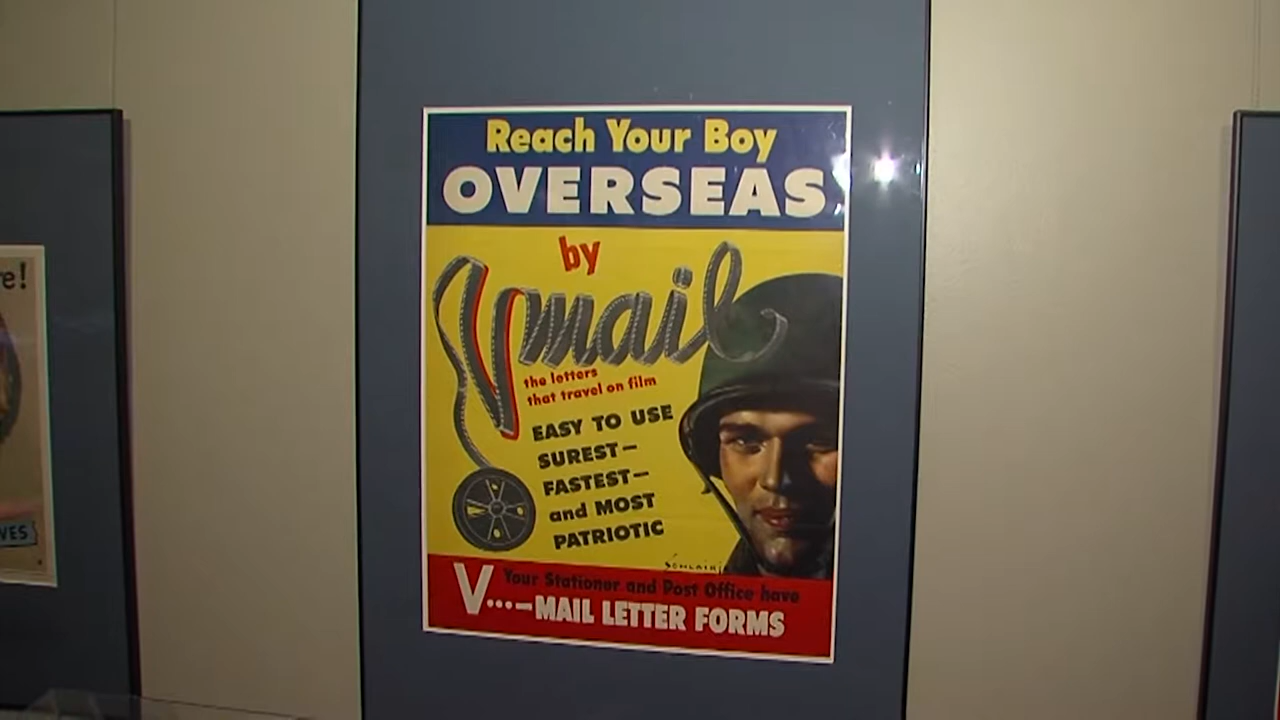 Reach Your Boy
OVERSEAS
by
Vmail
the letters
that travel on film
EASY TO USE
SUREST—
FASTEST—
and MOST
PATRIOTIC
Your Stationer and Post Office have
V...—MAIL LETTER FORMS
re!
VES